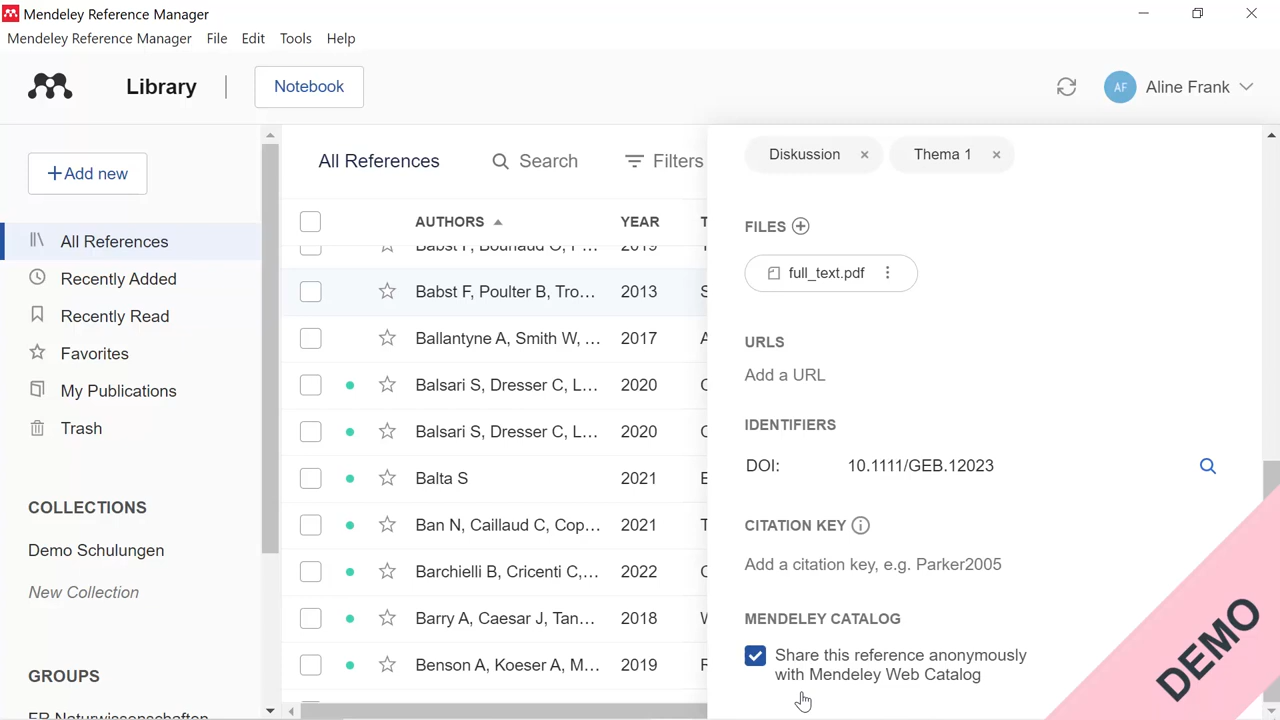 Mendeley Reference Manager
Mendeley Reference Manager File Edit Tools Help
Library
Notebook
AF Aline Frank
+Add new
All References
Recently Added
Recently Read
Favorites
My Publications
Trash
COLLECTIONS
Demo Schulungen
New Collection
GROUPS
All References Search Filters
AUTHORS YEAR T
2019
Babst F, Poulter B, Tro... 2013 S
Ballantyne A, Smith W, ... 2017 A
Balsari S, Dresser C, L... 2020 C
Balsari S, Dresser C, L... 2020 C
Balta S 2021 E
Ban N, Caillaud C, Cop... 2021 T
Barchielli B, Cricenti C,... 2022 C
Barry A, Caesar J, Tan... 2018 W
Benson A, Koeser A, M... 2019 F
Diskussion × Thema 1 ×
FILES
full_text.pdf
URLS
Add a URL
IDENTIFIERS
DOI: 10.1111/GEB.12023
CITATION KEY
Add a citation key, e.g. Parker2005
MENDELEY CATALOG
Share this reference anonymously
with Mendeley Web Catalog
DEMO